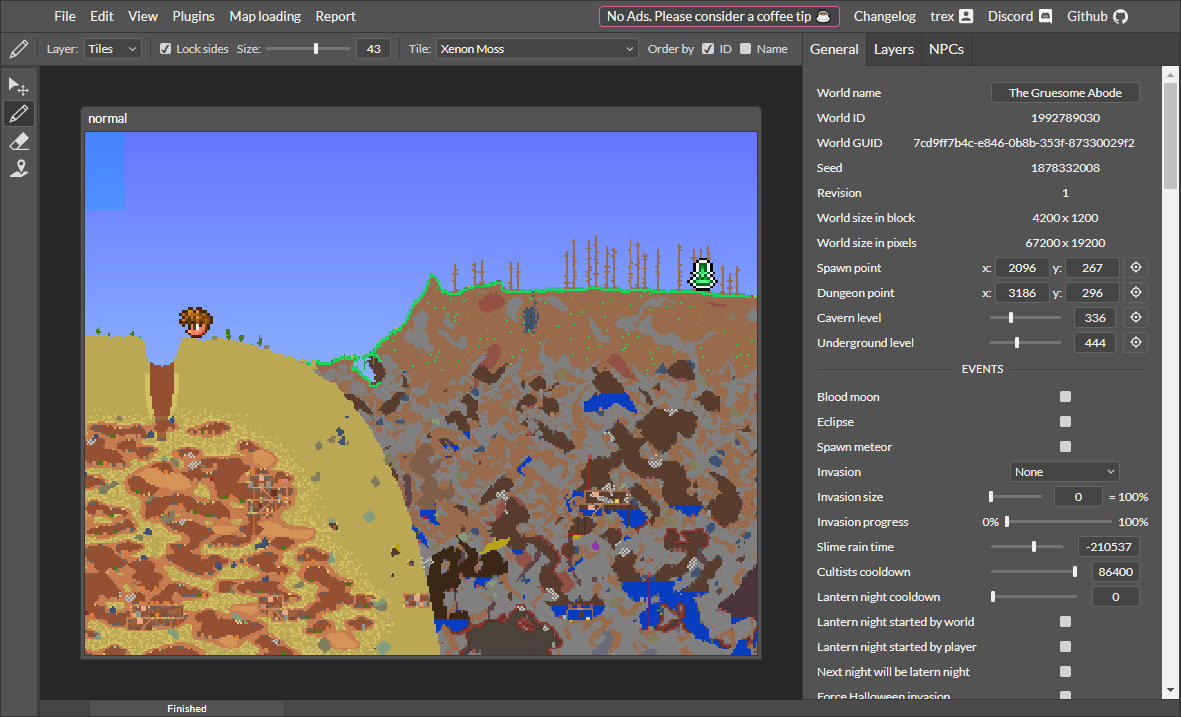 File Edit View Plugins Map loading Report No Ads. Please consider a coffee tip Changelog trex Discord Github
Layer: Tiles Lock sides Size: 43 Tile: Xenon Moss Order by ID Name General Layers NPCs
normal
World name The Gruesome Abode
World ID 1992789030
World GUID 7cd9ff7b4c-e846-0b8b-353f-87330029f2
Seed 1878332008
Revision 1
World size in block 4200 x 1200
World size in pixels 67200 x 19200
Spawn point x: 2096 y: 267
Dungeon point x: 3186 y: 296
Cavern level 336
Underground level 444
EVENTS
Blood moon
Eclipse
Spawn meteor
Invasion None
Invasion size 0 = 100%
Invasion progress 0% 100%
Slime rain time -210537
Cultists cooldown 86400
Lantern night cooldown 0
Lantern night started by world
Lantern night started by player
Next night will be latern night
Force Halloween invasion
Finished